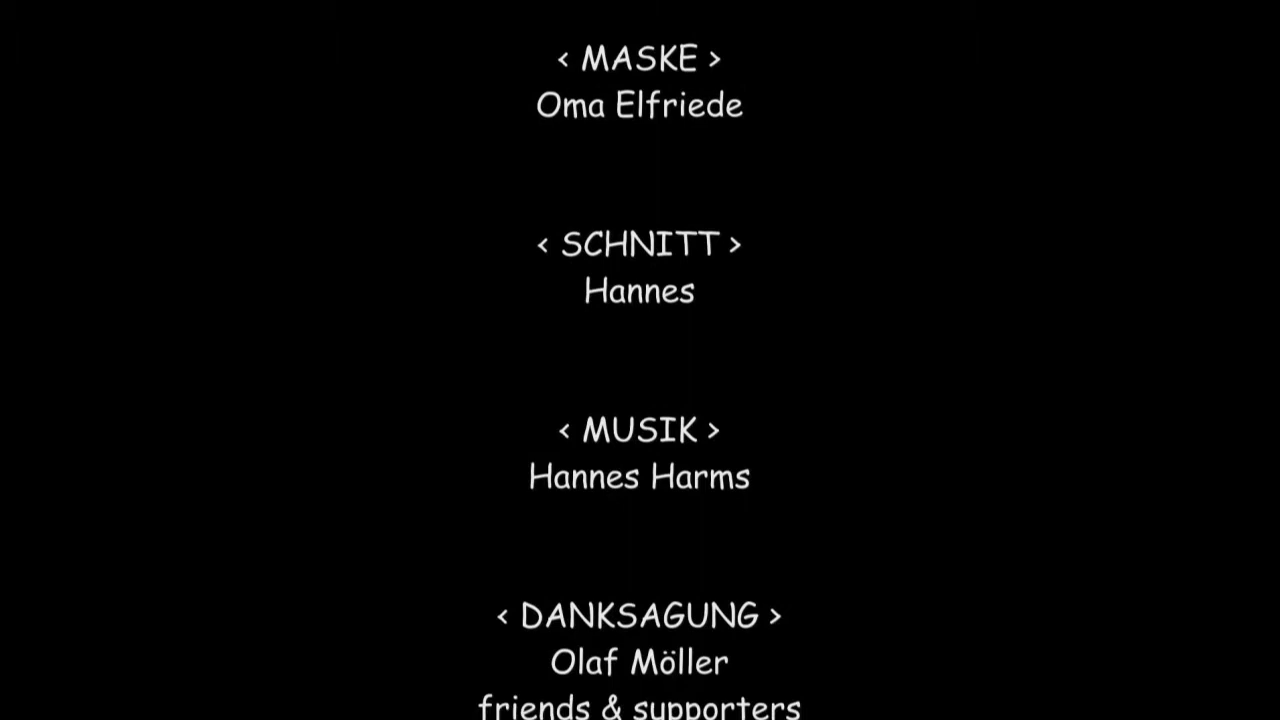 < MASKE >
Oma Elfriede
< SCHNITT >
Hannes
< MUSIK >
Hannes Harms
< DANKSAGUNG >
Olaf Möller
friends & supporters